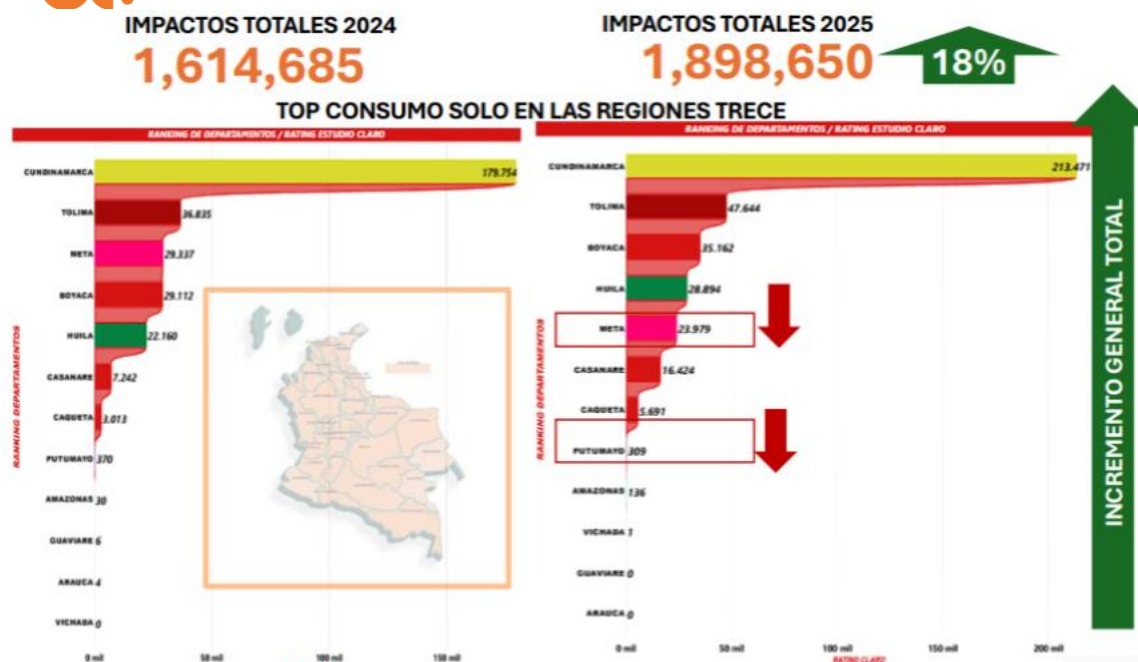 IMPACTOS TOTALES 2024
1,614,685
IMPACTOS TOTALES 2025
1,898,650
18%
TOP CONSUMO SOLO EN LAS REGIONES TRECE
RANKING DE DEPARTAMENTOS / RATING ESTUDIO CLARO
RANKING DEPARTAMENTOS
CUNDINAMARCA 179.754
TOLIMA 36.835
META 29.337
BOYACA 29.112
HUILA 22.160
CASANARE 7.242
CAQUETA 3.013
PUTUMAYO 370
AMAZONAS 30
GUAVIARE 6
ARAUCA 4
VICHADA 0
0 mil 50 mil 100 mil 150 mil
RANKING DE DEPARTAMENTOS / RATING ESTUDIO CLARO
RANKING DEPARTAMENTOS
CUNDINAMARCA 213.471
TOLIMA 47.644
BOYACA 35.162
HUILA 28.894
META 23.979
CASANARE 16.424
CAQUETA 5.691
PUTUMAYO 309
AMAZONAS 136
VICHADA 1
GUAVIARE 0
ARAUCA 0
0 mil 50 mil 100 mil 150 mil 200 mil
RATING CLARO
INCREMENTO GENERAL TOTAL